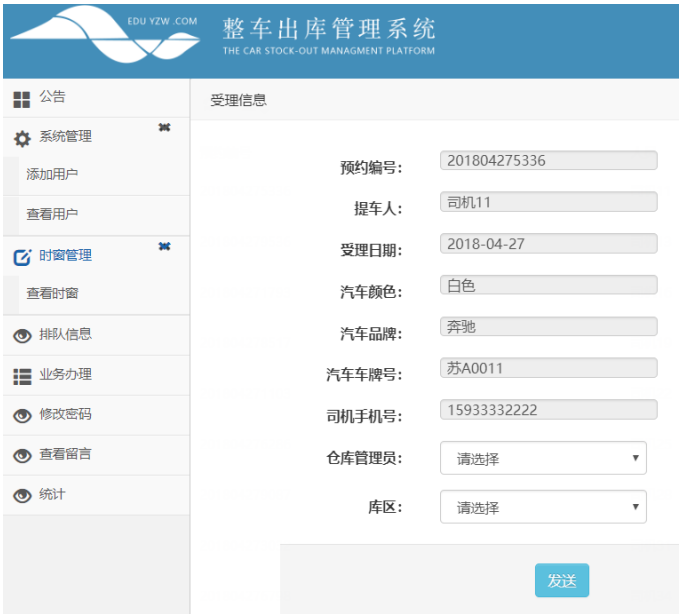 EDU YZW .COM
整车出库管理系统
THE CAR STOCK-OUT MANAGMENT PLATFORM
公告
系统管理
添加用户
查看用户
时窗管理
查看时窗
排队信息
业务办理
修改密码
查看留言
统计
受理信息
预约编号： 201804275336
提车人： 司机11
受理日期： 2018-04-27
汽车颜色： 白色
汽车品牌： 奔驰
汽车车牌号： 苏A0011
司机手机号： 15933332222
仓库管理员： 请选择
库区： 请选择
发送